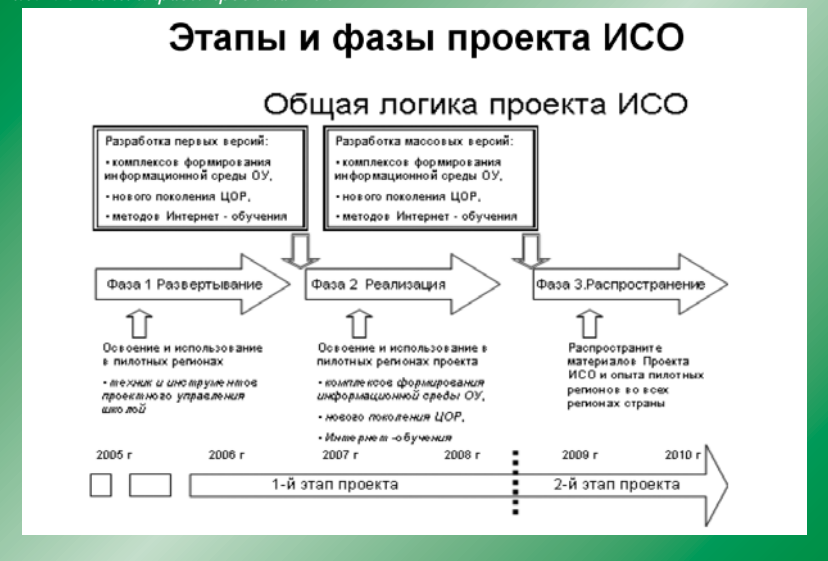 Этапы и фазы проекта ИСО
Общая логика проекта ИСО
Разработка первых версий:
• комплексов формирования
информационной среды ОУ,
• нового поколения ЦОР,
• методов Интернет - обучения
Разработка массовых версий:
• комплексов формирования
информационной среды ОУ,
• нового поколения ЦОР,
• методов Интернет - обучения
Фаза 1 Развертывание
Фаза 2 Реализация
Фаза 3.Распространение
Освоение и использование
в пилотных регионах
• техник и инструментов
проектного управления
школой
Освоение и использование в
пилотных регионах проекта
• комплексов формирования
информационной среды ОУ,
• нового поколения ЦОР,
• Интернет -обучения
Распространите
материалов Проекта
ИСО и опыта пилотных
регионов во всех
регионах страны
2005 г 2006 г 2007 г 2008 г 2009 г 2010 г
1-й этап проекта
2-й этап проекта